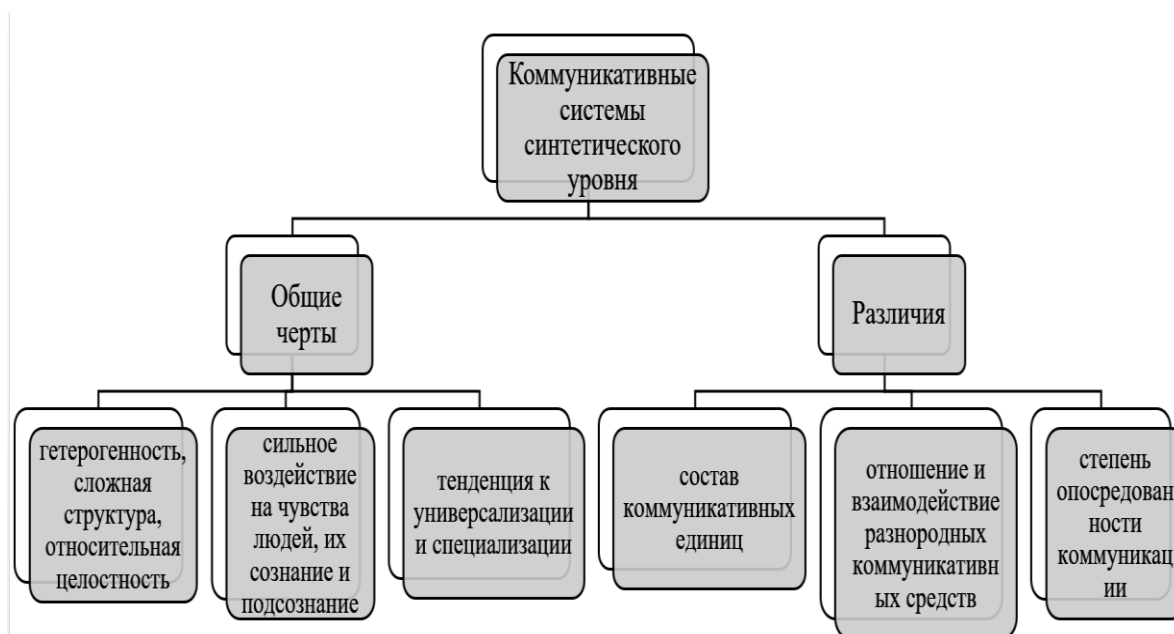 Коммуникативные
системы
синтетического
уровня
Общие
черты
Различия
гетерогенность,
сложная
структура,
относительная
целостность
сильное
воздействие
на чувства
людей, их
сознание и
подсознание
тенденция к
универсализации
и специализации
состав
коммуникативных
единиц
отношение и
взаимодействие
разнородных
коммуникативн
ых средств
степень
опосредован
ности
коммуникац
ии